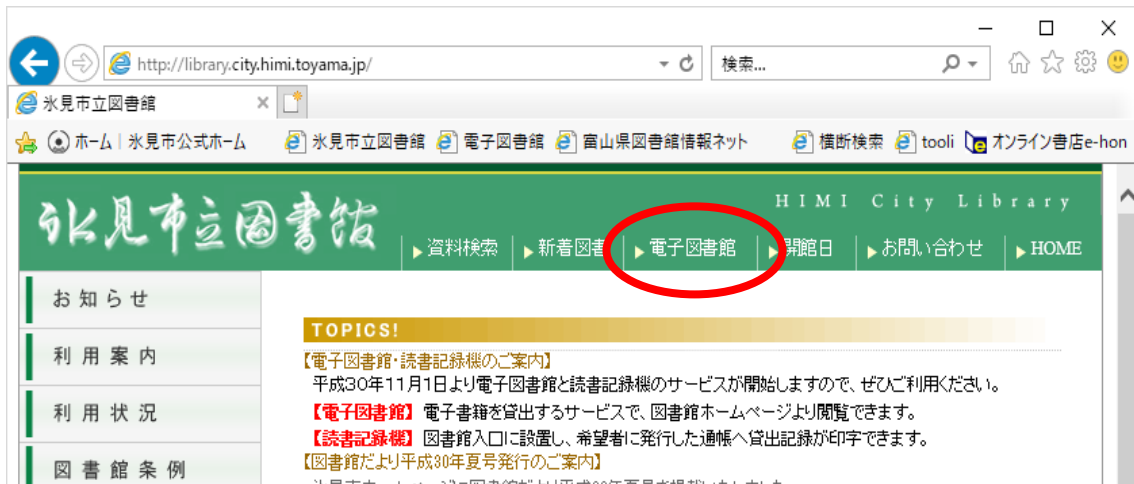 http://library.city.himi.toyama.jp/
検索...
氷見市立図書館
ホーム | 氷見市公式ホーム 氷見市立図書館 電子図書館 富山県図書館情報ネット 横断検索 tooli オンライン書店e-hon
HIMI City Library
氷見市立図書館
資料検索 新着図書 電子図書館 開館日 お問い合わせ HOME
お知らせ
利用案内
利用状況
図書館条例
TOPICS!
【電子図書館・読書記録機のご案内】
平成30年11月1日より電子図書館と読書記録機のサービスが開始しますので、ぜひご利用ください。
【電子図書館】電子書籍を貸出するサービスで、図書館ホームページより閲覧できます。
【読書記録機】図書館入口に設置し、希望者に発行した通帳へ貸出記録が印字できます。
【図書館だより平成30年夏号発行のご案内】